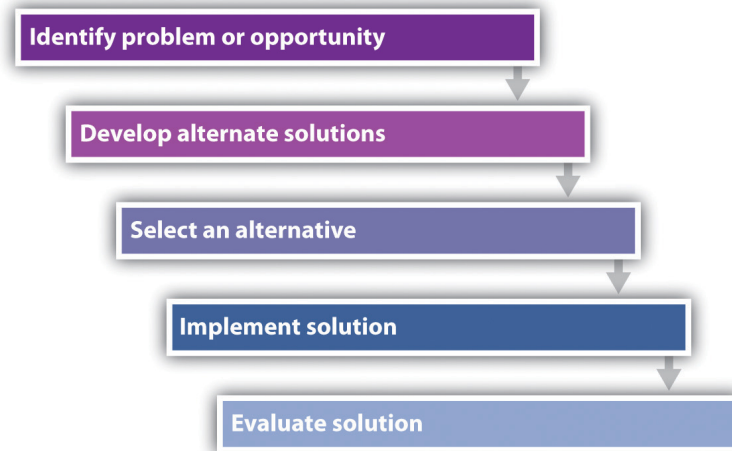 Identify problem or opportunity
Develop alternate solutions
Select an alternative
Implement solution
Evaluate solution